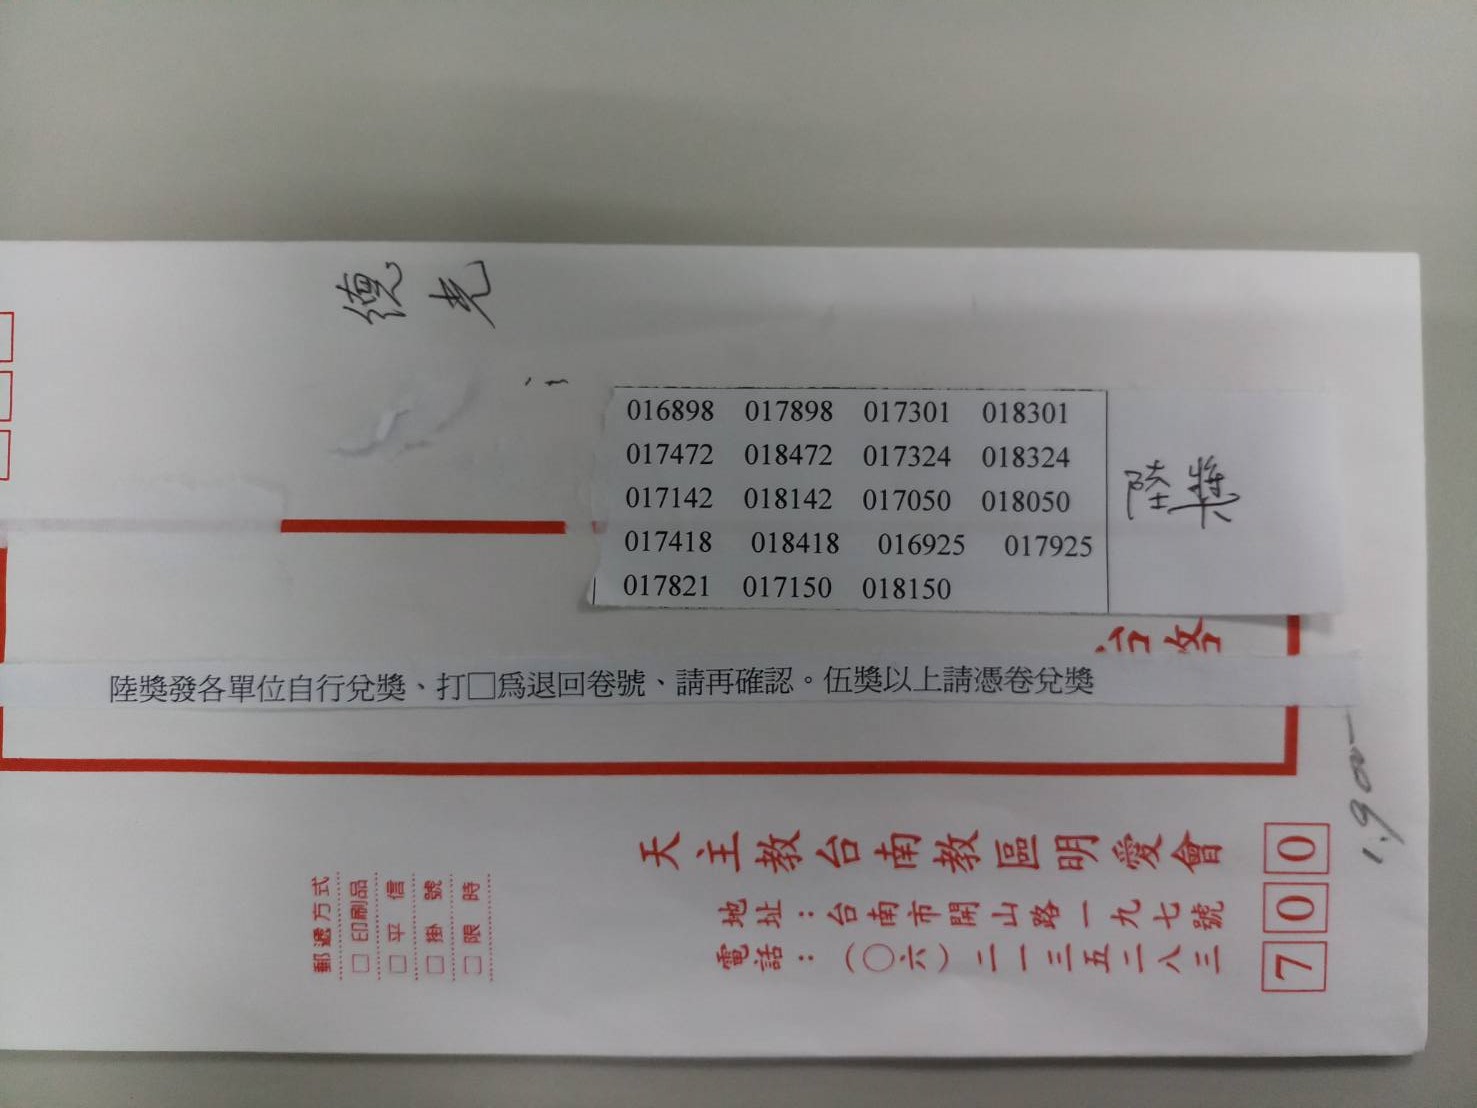 德光
016898 017898 017301 018301
017472 018472 017324 018324
017142 018142 017050 018050
017418 018418 016925 017925
017821 017150 018150
陸獎
陸獎發各單位自行兌獎、打□為退回卷號、請再確認。伍獎以上請憑卷兌獎
1,900—
天主教台南教區明愛會
地址：台南市開山路一九七號
電話：（〇六）二一三五二八三
700
郵遞方式
□印刷品
□平信
□掛號
□限時